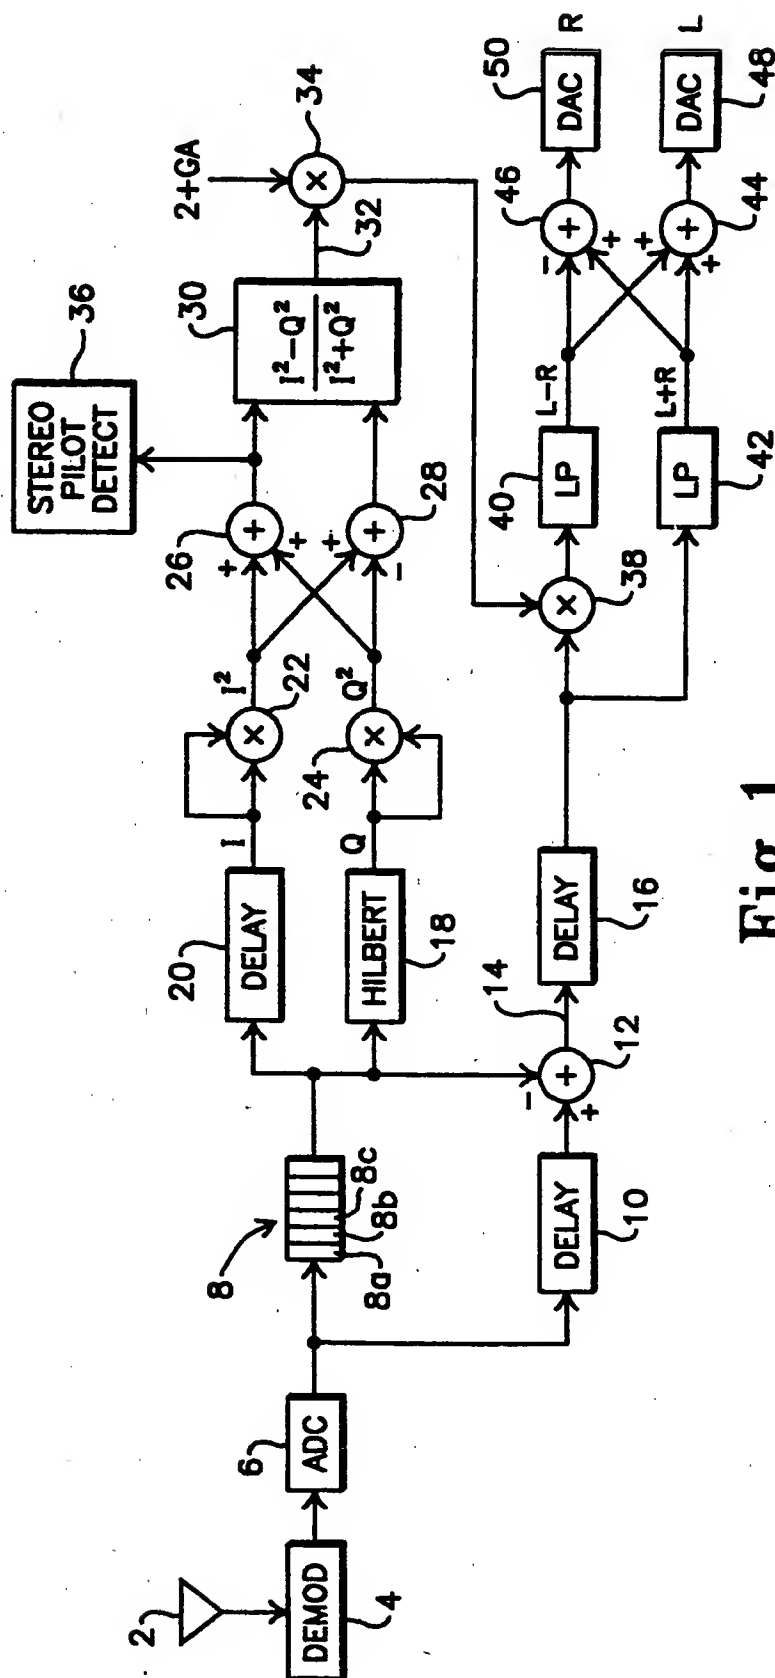 36
STEREO
PILOT
DETECT
2+GA
34
30
I²-Q²
I²+Q²
32
26
+
+
+
22
I²
×
I
20
DELAY
28
+
+
-
24
Q²
×
Q
HILBERT
18
8
8a
8b
8c
2
DEMOD
4
6
ADC
DELAY
10
-
+
+
12
14
DELAY
16
×
38
×
40
LP
L-R
LP
42
L+R
46
-
+
+
+
+
+
44
50
DAC
R
DAC
48
L
Fig. 1